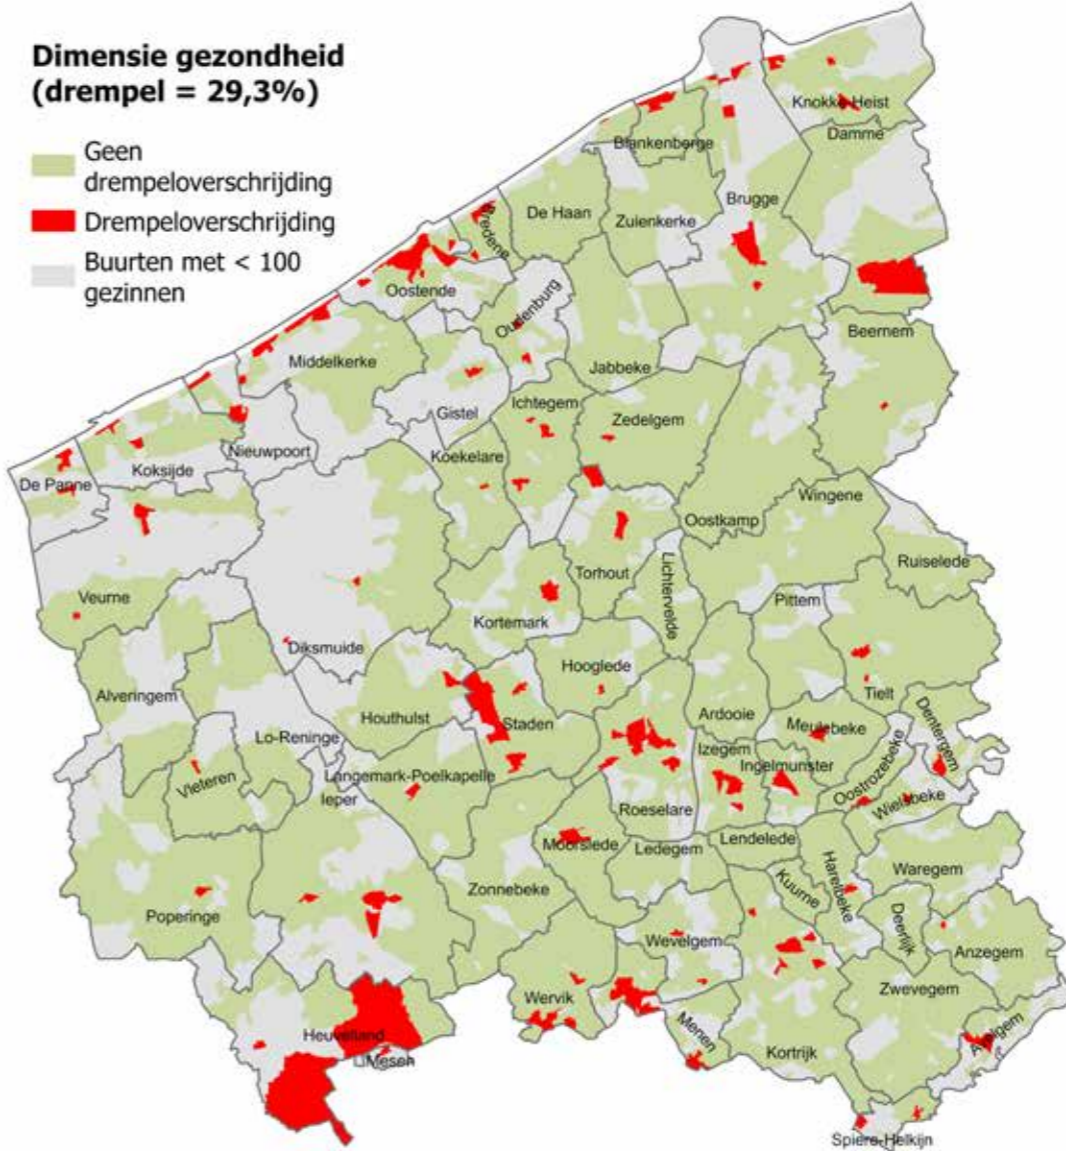 Dimensie gezondheid
(drempel = 29,3%)
Geen
drempeloverschrijding
Drempeloverschrijding
Buurten met < 100
gezinnen
Knokke-Heist
Damme
Blankenberge
Brugge
De Haan
Zuienkerke
Bredene
Oostende
Oudenburg
Beernem
Middelkerke
Jabbeke
Gistel
Ichtegem
Zedelgem
Nieuwpoort
Koekelare
Koksijde
De Panne
Wingene
Oostkamp
Ruiselede
Torhout
Lichtervelde
Veurne
Pittem
Kortemark
Diksmuide
Hooglede
Alveringem
Tielt
Houthulst
Staden
Ardooie
Dentergem
Meulebeke
Lo-Reninge
Izegem
Ingelmunster
Oostrozebeke
Vleteren
Langemark-Poelkapelle
Ieper
Roeselare
Wielsbeke
Moorslede
Ledegem
Lendelede
Waregem
Harelbeke
Kuurne
Zonnebeke
Poperinge
Deerlijk
Wevelgem
Anzegem
Zwevegem
Wervik
Heuvelland
Menen
Avelgem
Kortrijk
Mesen
Spiere-Helkijn